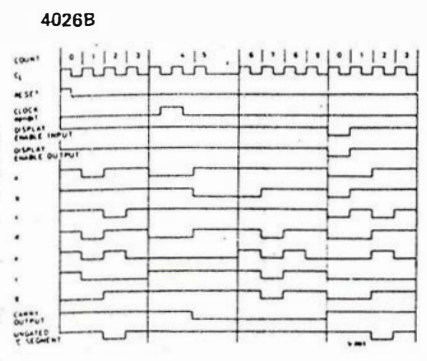 4026B
COUNT 0 1 2 3 4 5 6 7 8 9 0 1 2 3
CL
RESET
CLOCK
INHIBIT
DISPLAY
ENABLE INPUT
DISPLAY
ENABLE OUTPUT
a
b
c
d
e
f
g
CARRY
OUTPUT
UNGATED
'C' SEGMENT